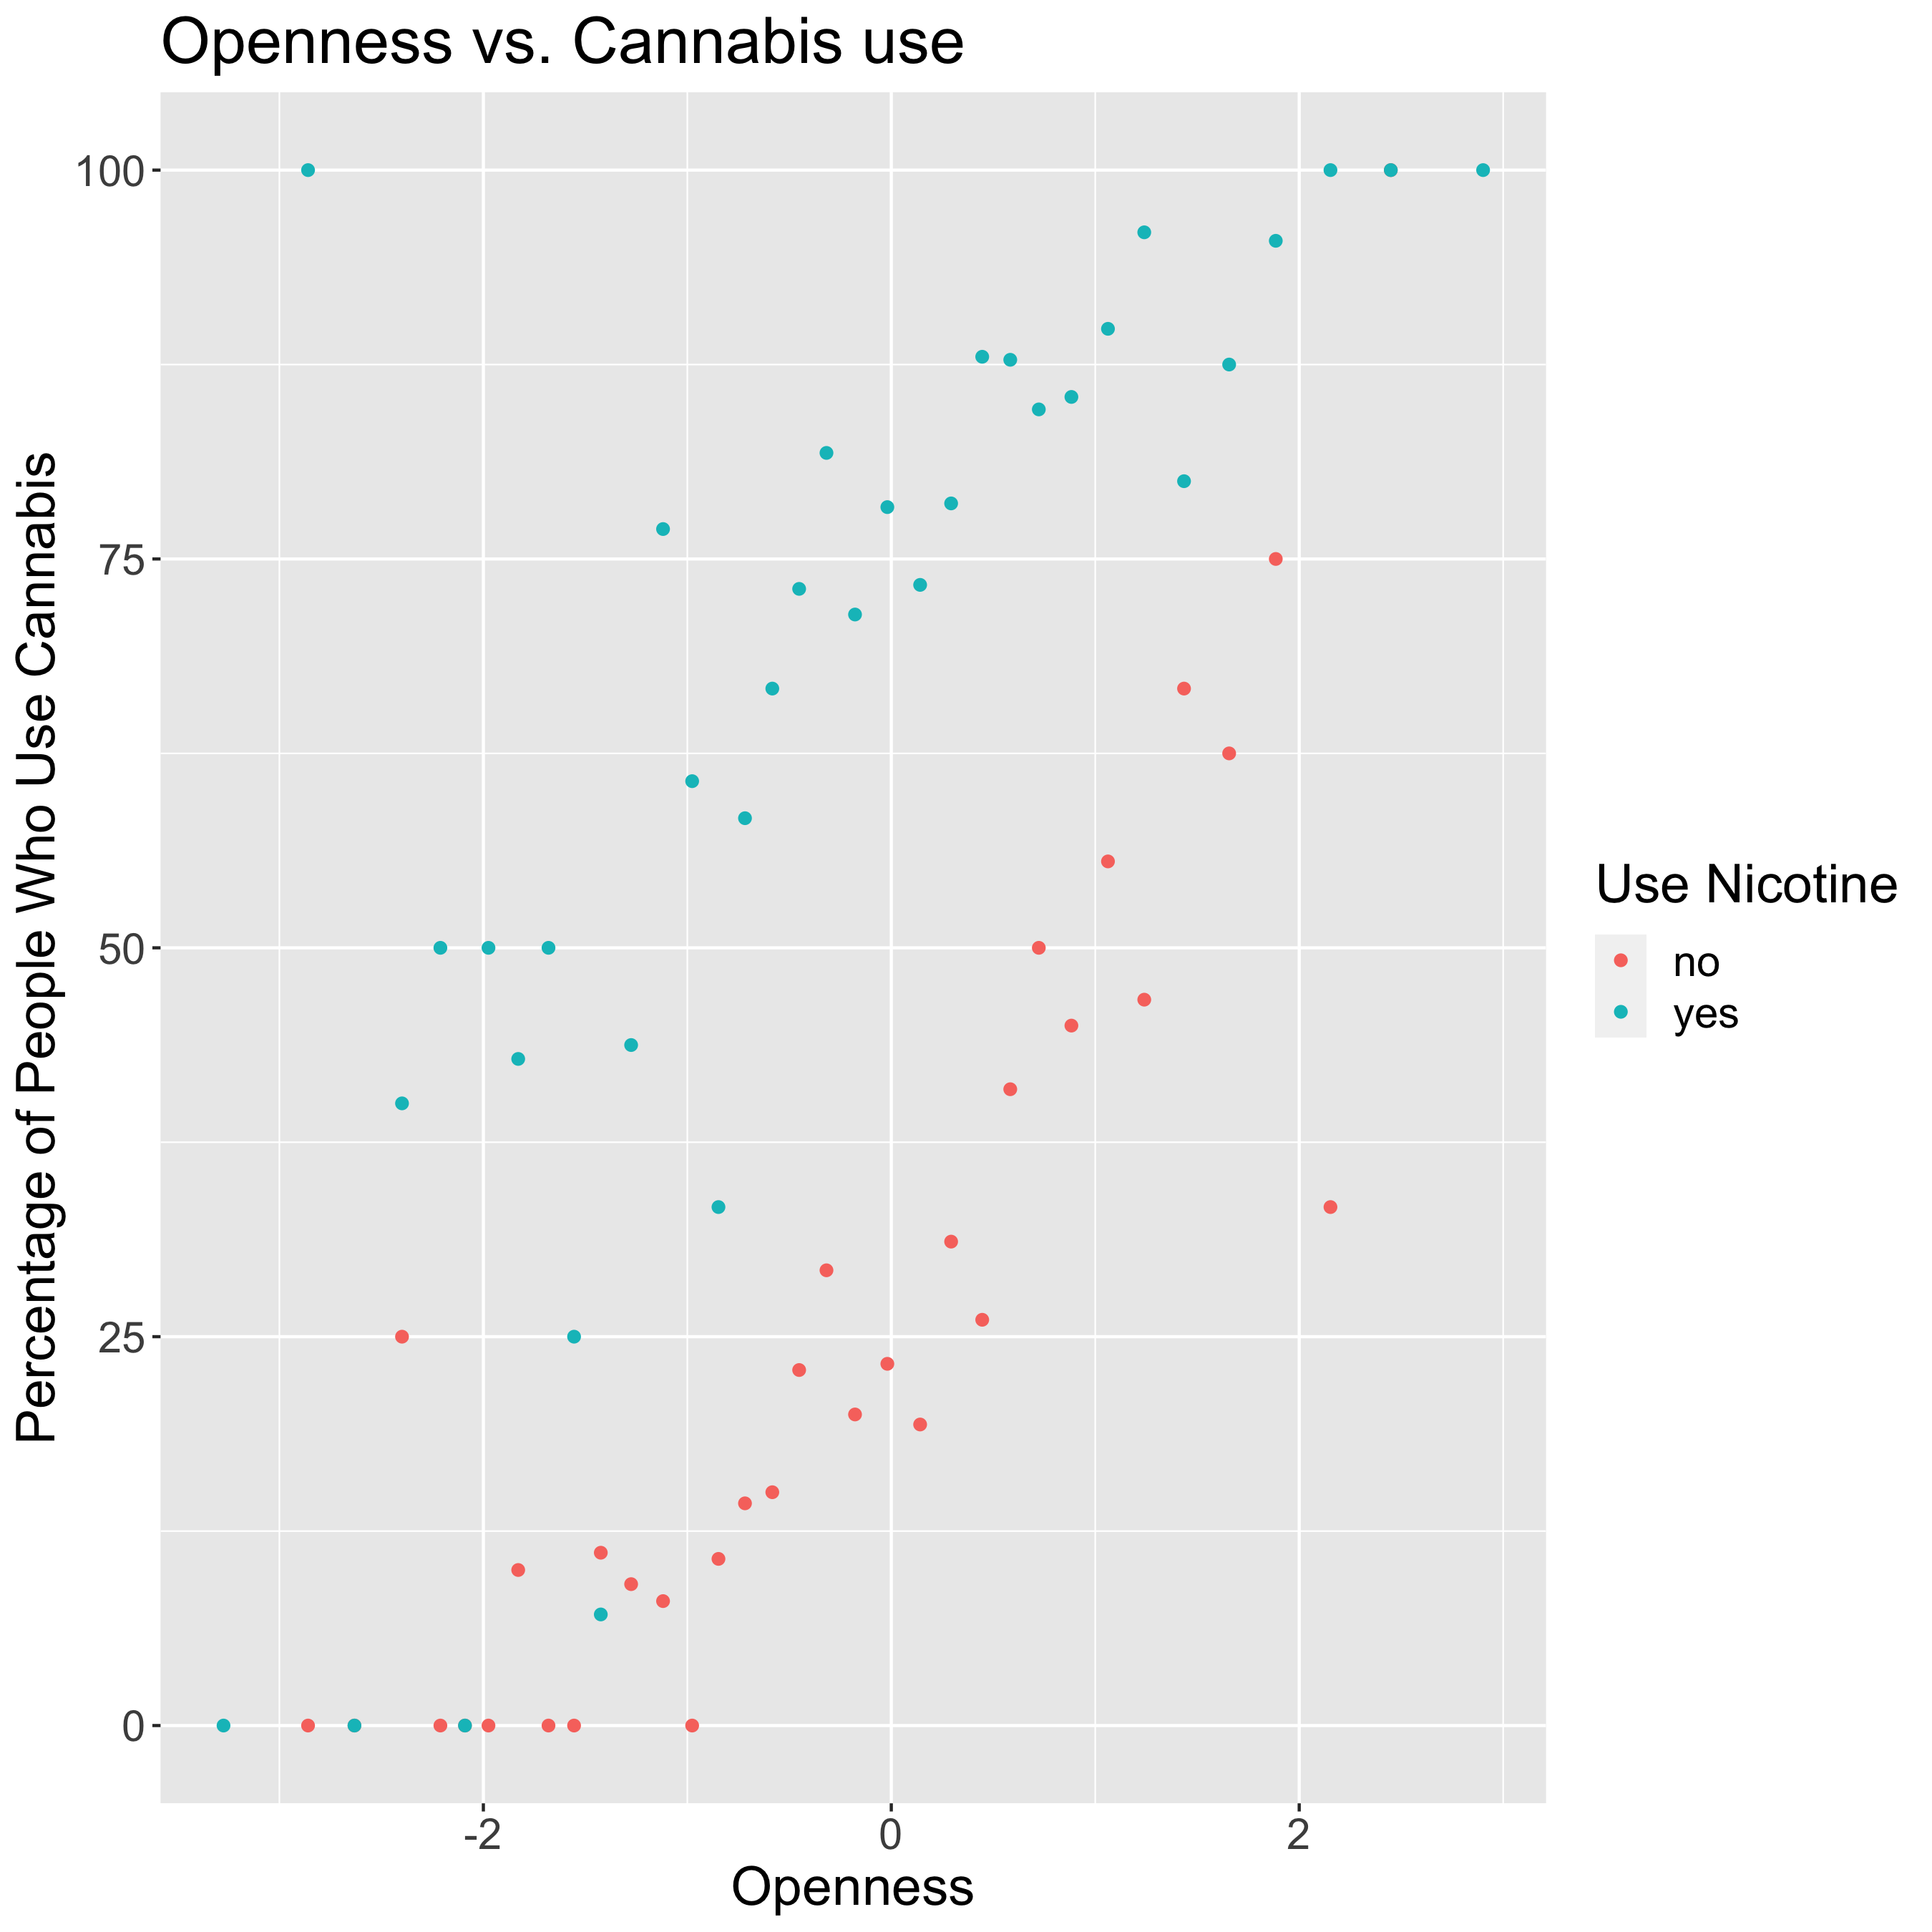 Openness vs. Cannabis use
Percentage of People Who Use Cannabis
100
75
50
25
0
-2
0
2
Openness
Use Nicotine
no
yes